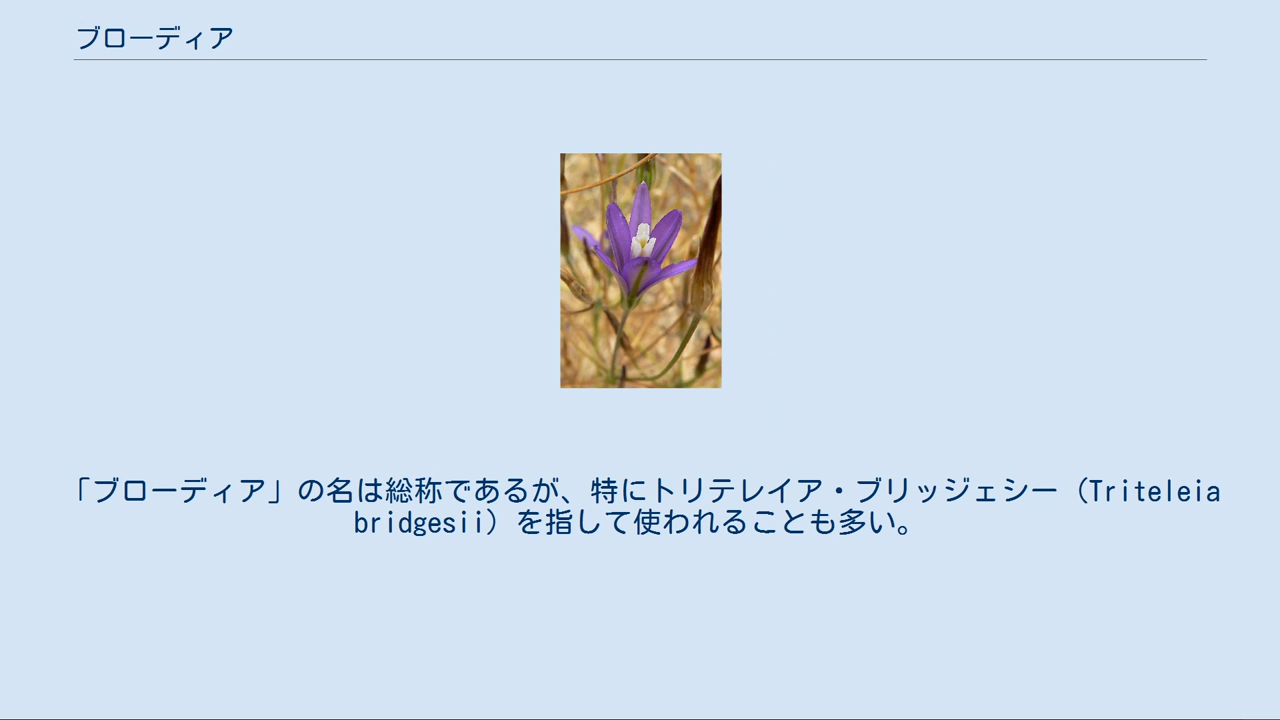 ブローディア
「ブローディア」の名は総称であるが、特にトリテレイア・ブリッジェシー（Triteleia
bridgesii）を指して使われることも多い。